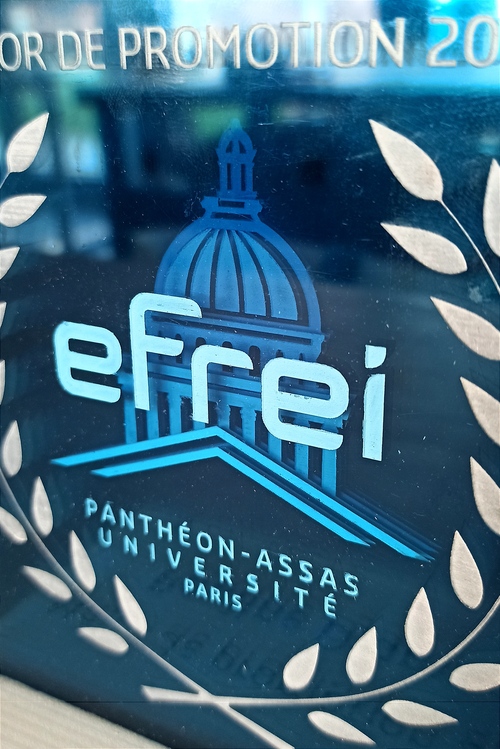 OR DE PROMOTION 20
efrei
PANTHÉON-ASSAS
UNIVERSITÉ
PARIS